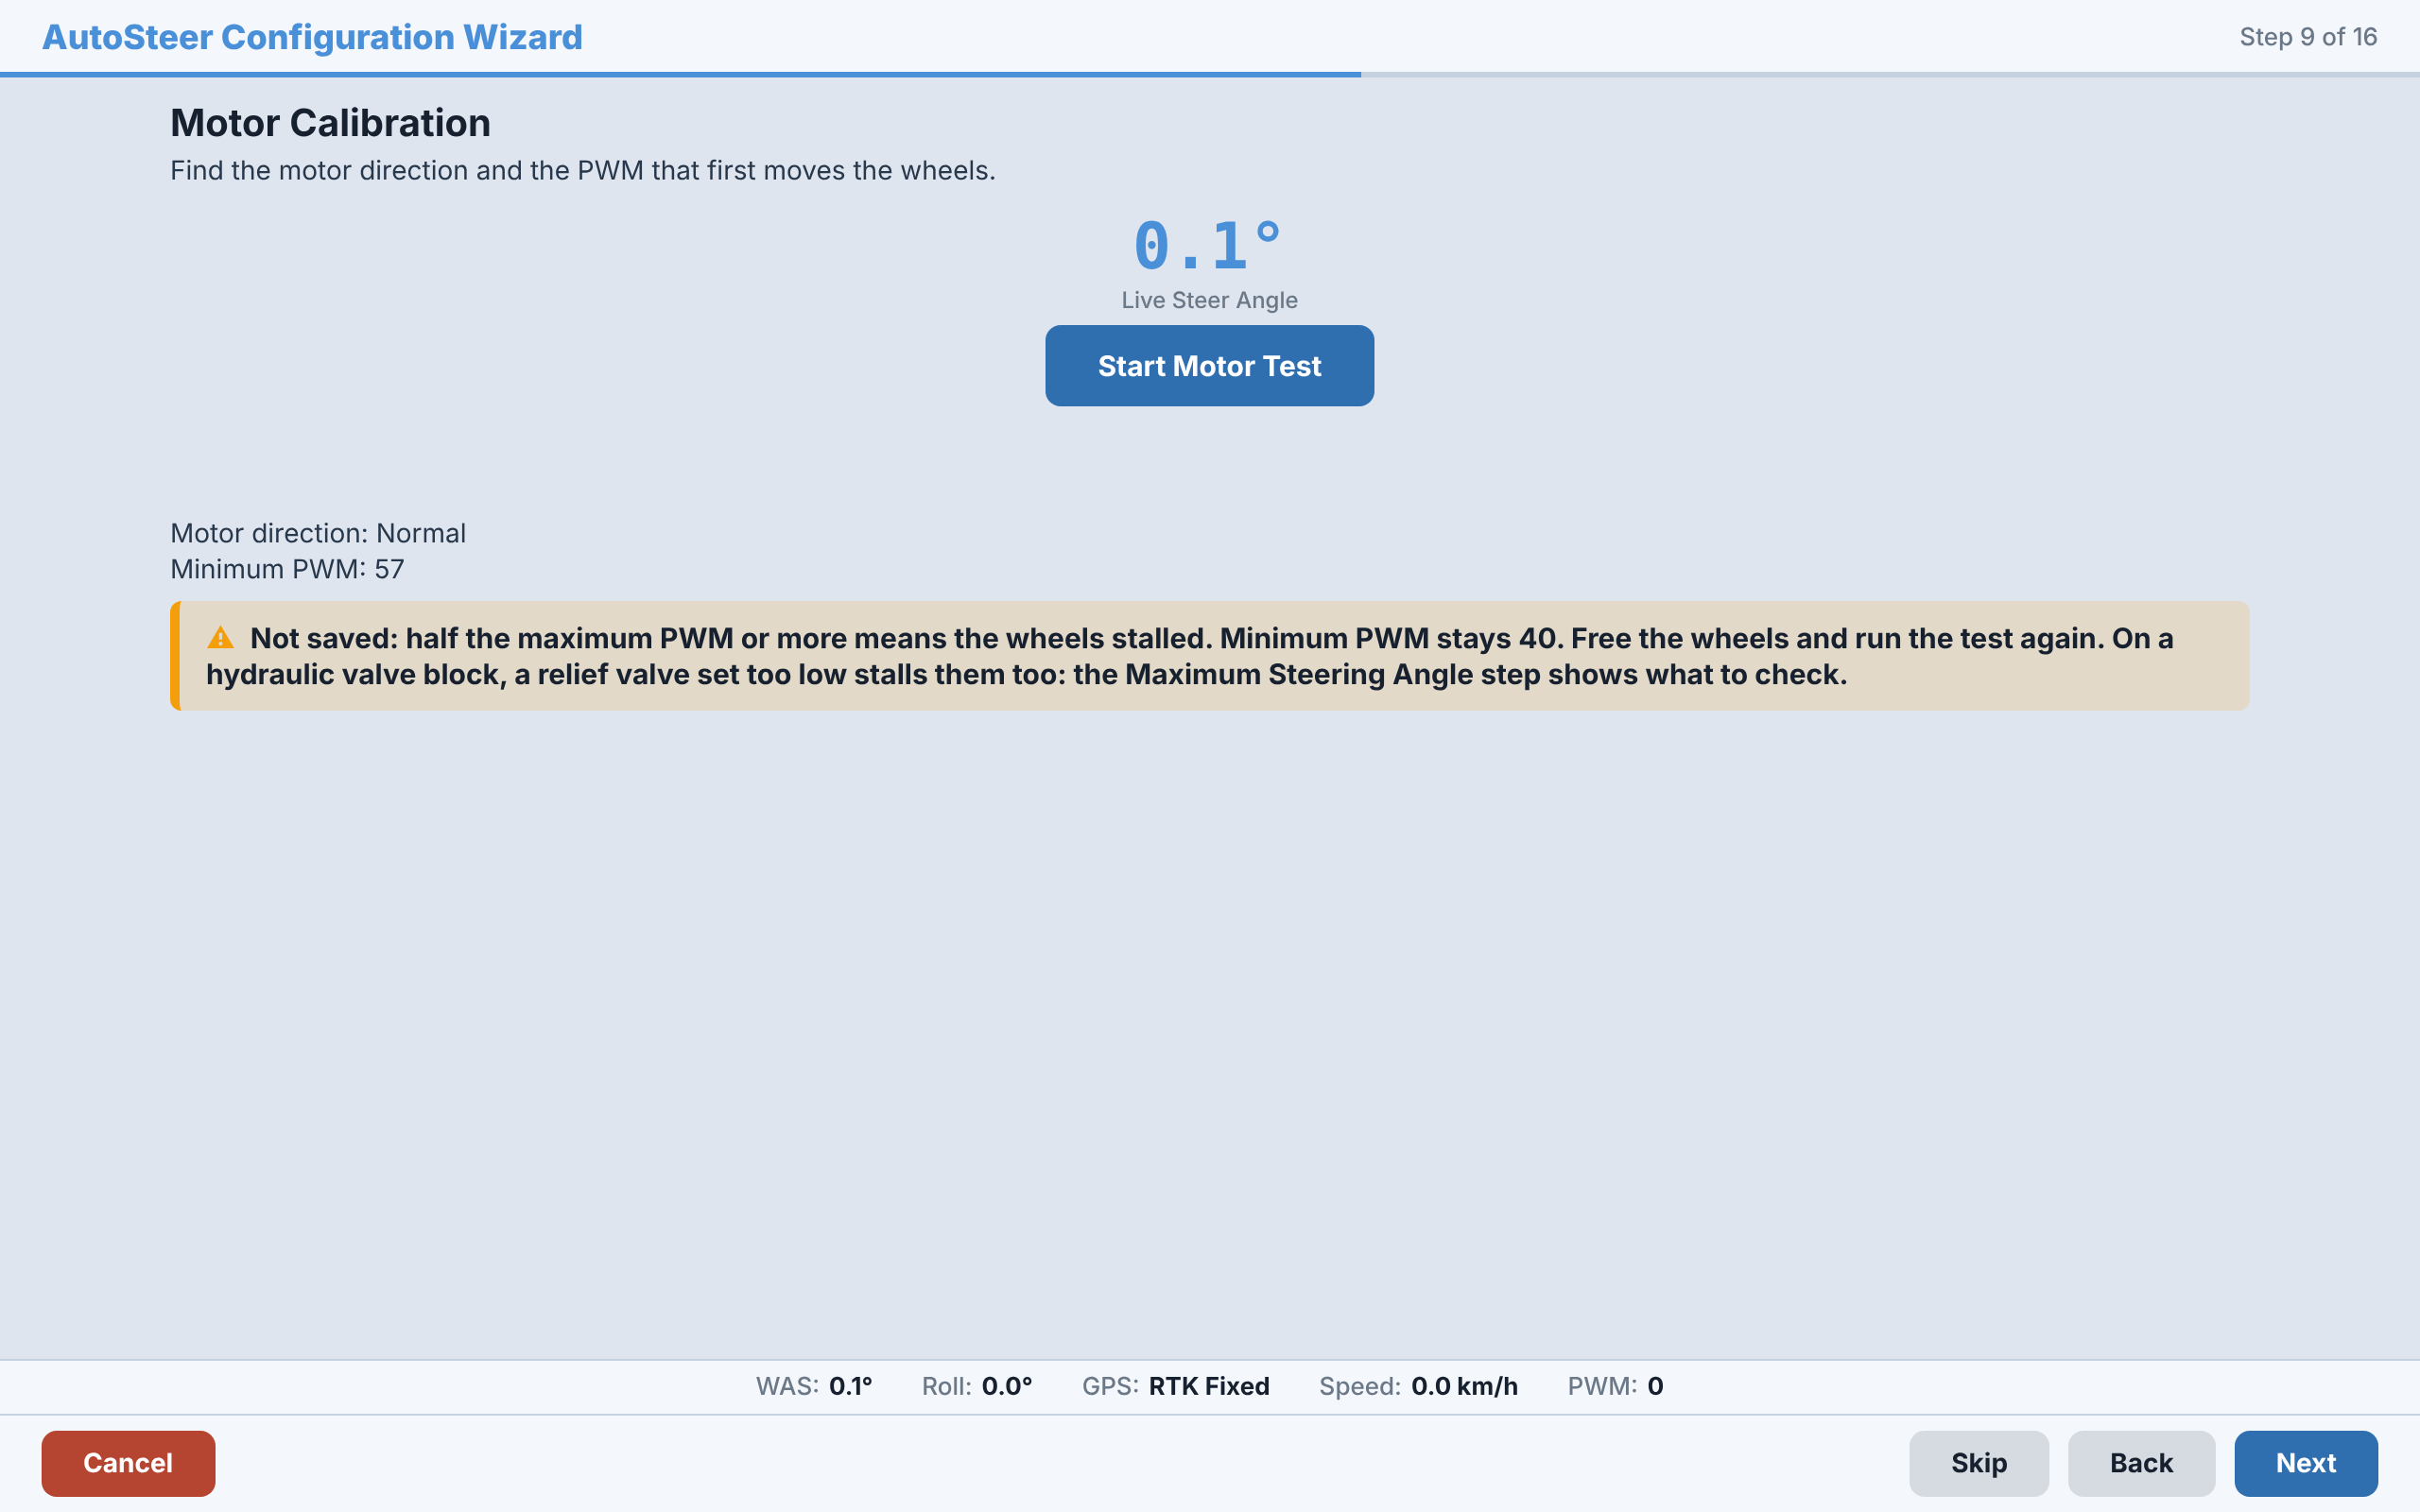 AutoSteer Configuration Wizard
Step 9 of 16
Motor Calibration
Find the motor direction and the PWM that first moves the wheels.
0.1°
Live Steer Angle
Start Motor Test
Motor direction: Normal
Minimum PWM: 57
Not saved: half the maximum PWM or more means the wheels stalled. Minimum PWM stays 40. Free the wheels and run the test again. On a
hydraulic valve block, a relief valve set too low stalls them too: the Maximum Steering Angle step shows what to check.
WAS: 0.1° Roll: 0.0° GPS: RTK Fixed Speed: 0.0 km/h PWM: 0
Cancel
Skip
Back
Next